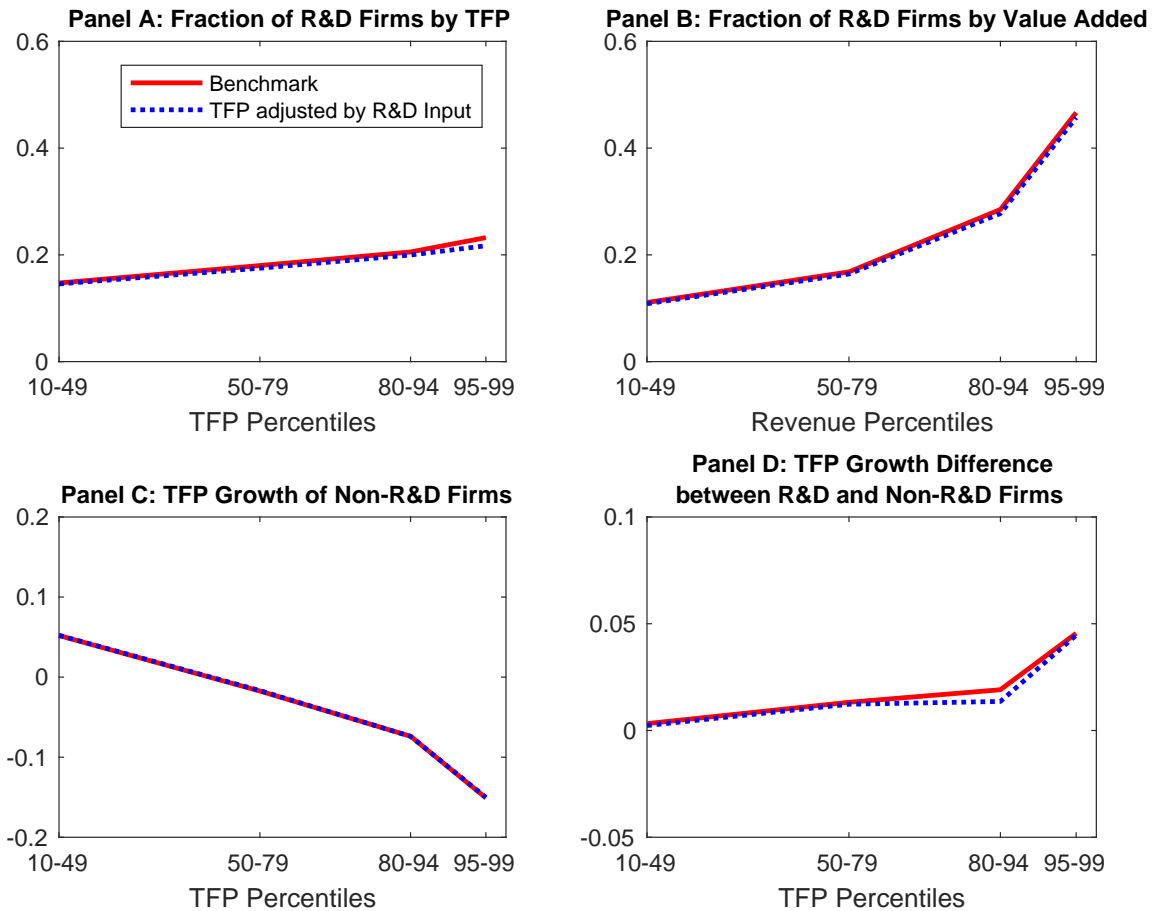 Panel A: Fraction of R&D Firms by TFP
0.6
0.4
0.2
0
Benchmark
TFP adjusted by R&D Input
10-49 50-79 80-94 95-99
TFP Percentiles
Panel B: Fraction of R&D Firms by Value Added
0.6
0.4
0.2
0
10-49 50-79 80-94 95-99
Revenue Percentiles
Panel C: TFP Growth of Non-R&D Firms
0.2
0.1
0
-0.1
-0.2
10-49 50-79 80-94 95-99
TFP Percentiles
Panel D: TFP Growth Difference
between R&D and Non-R&D Firms
0.1
0.05
0
-0.05
10-49 50-79 80-94 95-99
TFP Percentiles